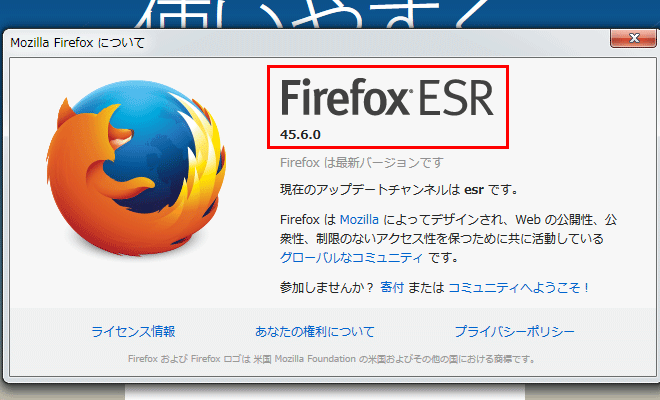 使いやすく
Mozilla Firefox について
Firefox ESR
45.6.0
Firefox は最新バージョンです
現在のアップデートチャンネルは esr です。
Firefox は Mozilla によってデザインされ、Web の公開性、公
衆性、制限のないアクセス性を保つために共に活動している
グローバルなコミュニティ です。
参加しませんか？ 寄付 または コミュニティへようこそ！
ライセンス情報 あなたの権利について プライバシーポリシー
Firefox および Firefox ロゴは 米国 Mozilla Foundation の米国およびその他の国における商標です。